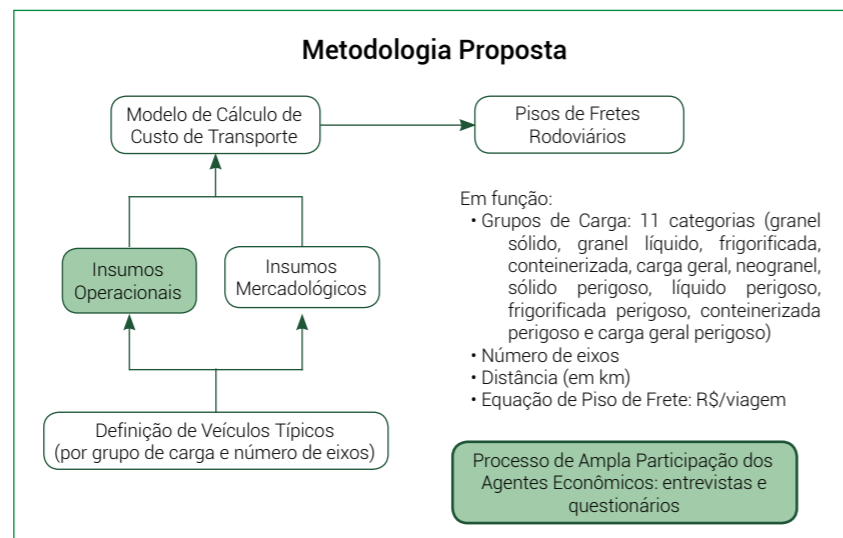 Metodologia Proposta
Modelo de Cálculo de
Custo de Transporte
Pisos de Fretes
Rodoviários
Insumos
Operacionais
Insumos
Mercadológicos
Definição de Veículos Típicos
(por grupo de carga e número de eixos)
Em função:
• Grupos de Carga: 11 categorias (granel
sólido, granel líquido, frigorificada,
conteinerizada, carga geral, neogranel,
sólido perigoso, líquido perigoso,
frigorificada perigoso, conteinerizada
perigoso e carga geral perigoso)
• Número de eixos
• Distância (em km)
• Equação de Piso de Frete: R$/viagem
Processo de Ampla Participação dos
Agentes Econômicos: entrevistas e
questionários